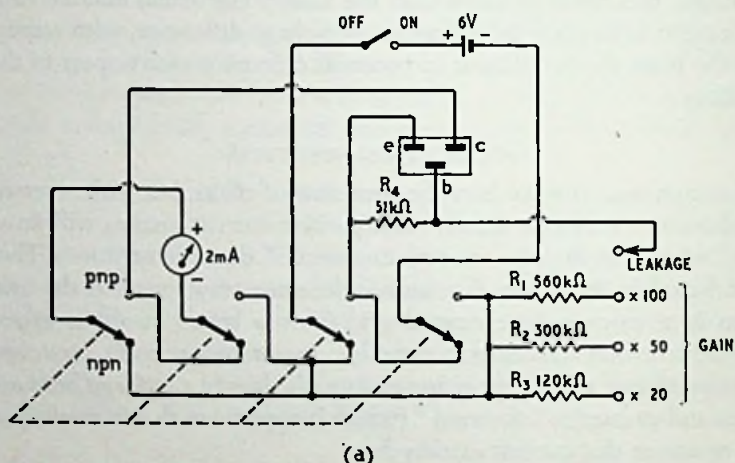 OFF ON 6V
+ −
e c
b
R4
51kΩ
+
2mA
−
LEAKAGE
pnp
npn
R1 560kΩ x 100
R2 300kΩ x 50 GAIN
R3 120kΩ x 20
(a)